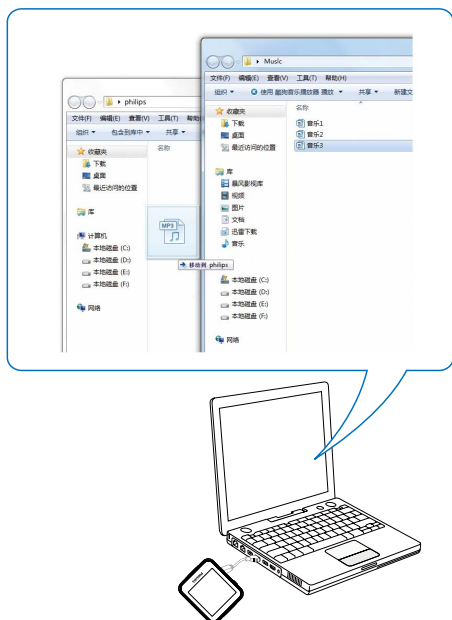 Music
文件(F) 编辑(E) 查看(V) 工具(T) 帮助(H)
组织 使用 酷狗音乐播放器 播放 共享 新建文
收藏夹
下载
桌面
最近访问的位置
库
暴风影视库
视频
图片
文档
迅雷下载
音乐
本地磁盘 (C:)
本地磁盘 (D:)
本地磁盘 (E:)
本地磁盘 (F:)
网络
名称
音乐1
音乐2
音乐3
philips
文件(F) 编辑(E) 查看(V) 工具(T) 帮助
组织 包含到库中 共享
收藏夹
下载
桌面
最近访问的位置
库
计算机
本地磁盘 (C:)
本地磁盘 (D:)
本地磁盘 (E:)
本地磁盘 (F:)
网络
名称
MP3
移动到 philips